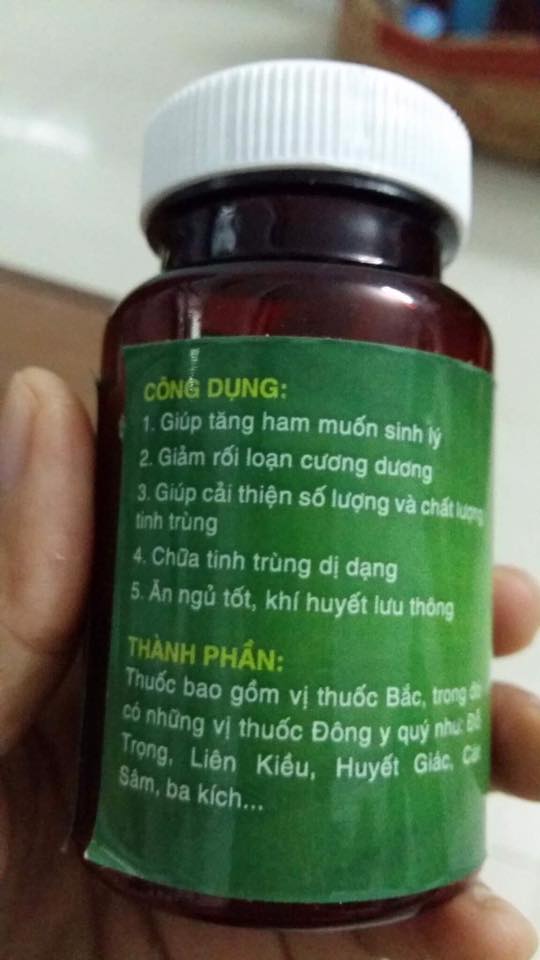 CÔNG DỤNG:
1. Giúp tăng ham muốn sinh lý
2. Giảm rối loạn cương dương
3. Giúp cải thiện số lượng và chất lượng
tinh trùng
4. Chữa tinh trùng dị dạng
5. Ăn ngủ tốt, khí huyết lưu thông
THÀNH PHẦN:
Thuốc bao gồm vị thuốc Bắc, trong đó
có những vị thuốc Đông y quý như: Đỗ
Trọng, Liên Kiều, Huyết Giác,
Sâm, ba kích...